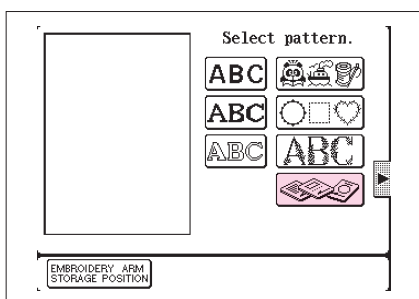 Select pattern.
ABC
ABC
ABC
ABC
EMBROIDERY ARM
STORAGE POSITION